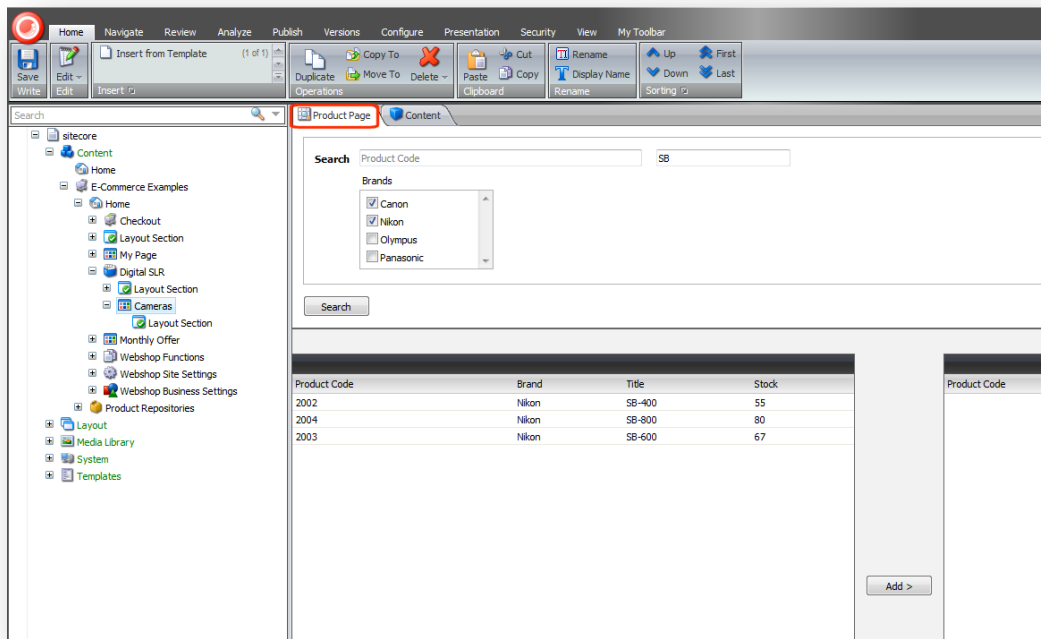 Home Navigate Review Analyze Publish Versions Configure Presentation Security View My Toolbar
Insert from Template (1 of 1) Copy To Cut Rename Up First
Save Edit Duplicate Move To Delete Paste Copy Display Name Down Last
Write Edit Insert Operations Clipboard Rename Sorting
Search
Product Page Content
sitecore
Content
Home
E-Commerce Examples
Home
Checkout
Layout Section
My Page
Digital SLR
Layout Section
Cameras
Layout Section
Monthly Offer
Webshop Functions
Webshop Site Settings
Webshop Business Settings
Product Repositories
Layout
Media Library
System
Templates
Search Product Code SB
Brands
Canon
Nikon
Olympus
Panasonic
Search
Product Code Brand Title Stock
2002 Nikon SB-400 55
2004 Nikon SB-800 80
2003 Nikon SB-600 67
Add >
Product Code